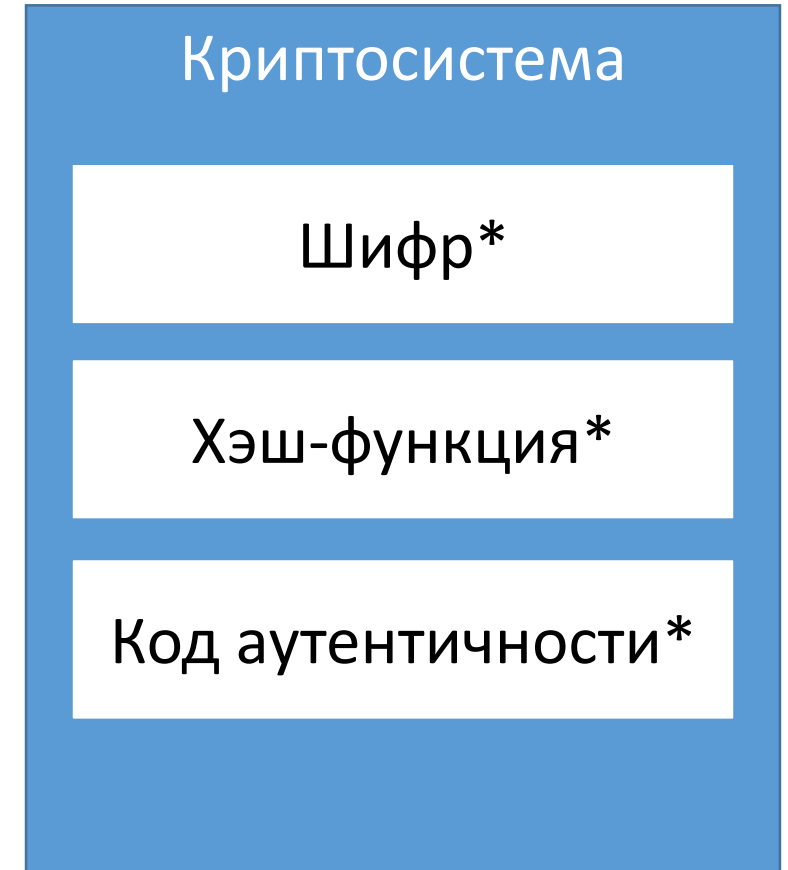 Криптосистема
Шифр*
Хэш-функция*
Код аутентичности*